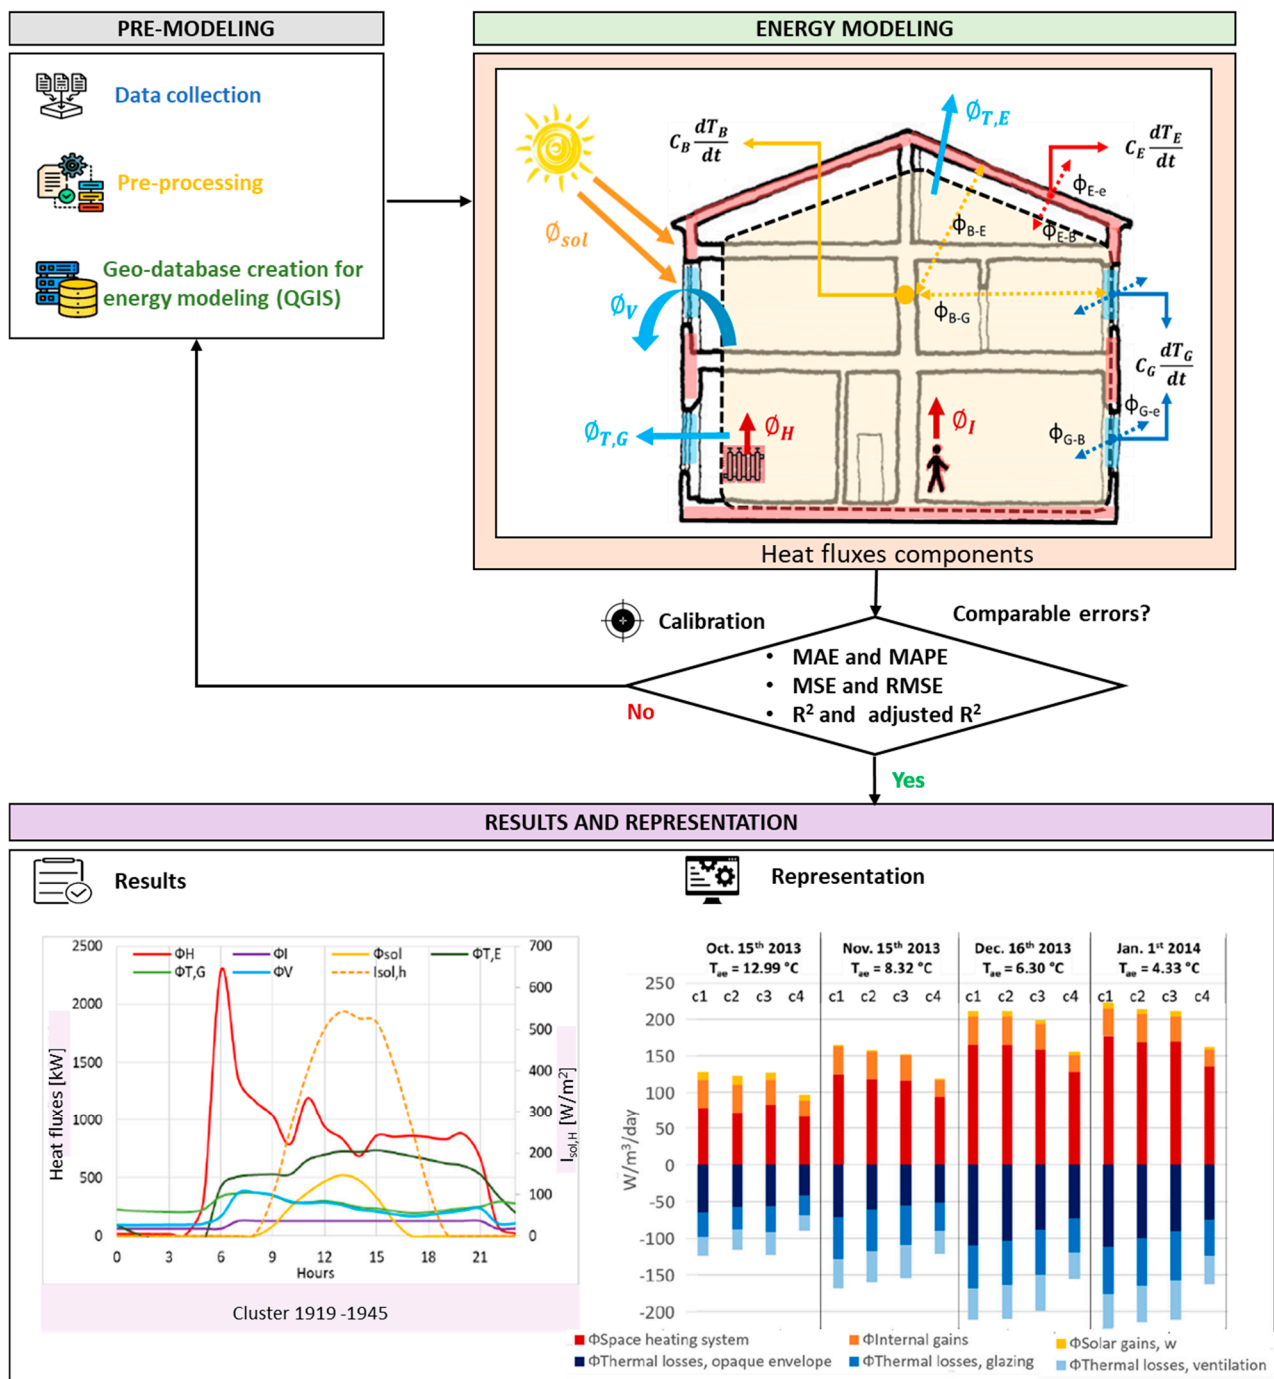 PRE-MODELING
Data collection
Pre-processing
Geo-database creation for
energy modeling (QGIS)
ENERGY MODELING
Ø_sol
C_B dT_B/dt
Ø_T,E
C_E dT_E/dt
ϕ_E-e
ϕ_B-E
ϕ_E-B
Ø_V
ϕ_B-G
C_G dT_G/dt
Ø_T,G
Ø_H
Ø_I
ϕ_G-e
ϕ_G-B
Heat fluxes components
Calibration
Comparable errors?
• MAE and MAPE
• MSE and RMSE
• R² and adjusted R²
No
Yes
RESULTS AND REPRESENTATION
Results
ΦH ΦI Φsol ΦT,E
ΦT,G ΦV Isol,h
Heat fluxes [kW]
2500
2000
1500
1000
500
0
700
600
500
400
300
200
100
0
I_sol,H [W/m²]
0 3 6 9 12 15 18 21
Hours
Cluster 1919 -1945
Representation
Oct. 15th 2013 Nov. 15th 2013 Dec. 16th 2013 Jan. 1st 2014
T_ae = 12.99 °C T_ae = 8.32 °C T_ae = 6.30 °C T_ae = 4.33 °C
c1 c2 c3 c4 c1 c2 c3 c4 c1 c2 c3 c4 c1 c2 c3 c4
W/m³/day
250
200
150
100
50
0
-50
-100
-150
-200
ΦSpace heating system ΦInternal gains ΦSolar gains, w
ΦThermal losses, opaque envelope ΦThermal losses, glazing ΦThermal losses, ventilation